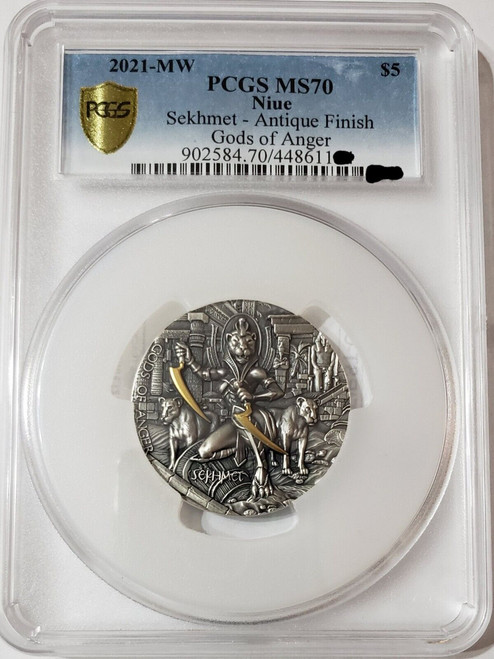 2021-MW $5
PCGS MS70
Niue
Sekhmet - Antique Finish
Gods of Anger
902584.70/448611
PCGS
GODS OF ANGER
SEKHMET